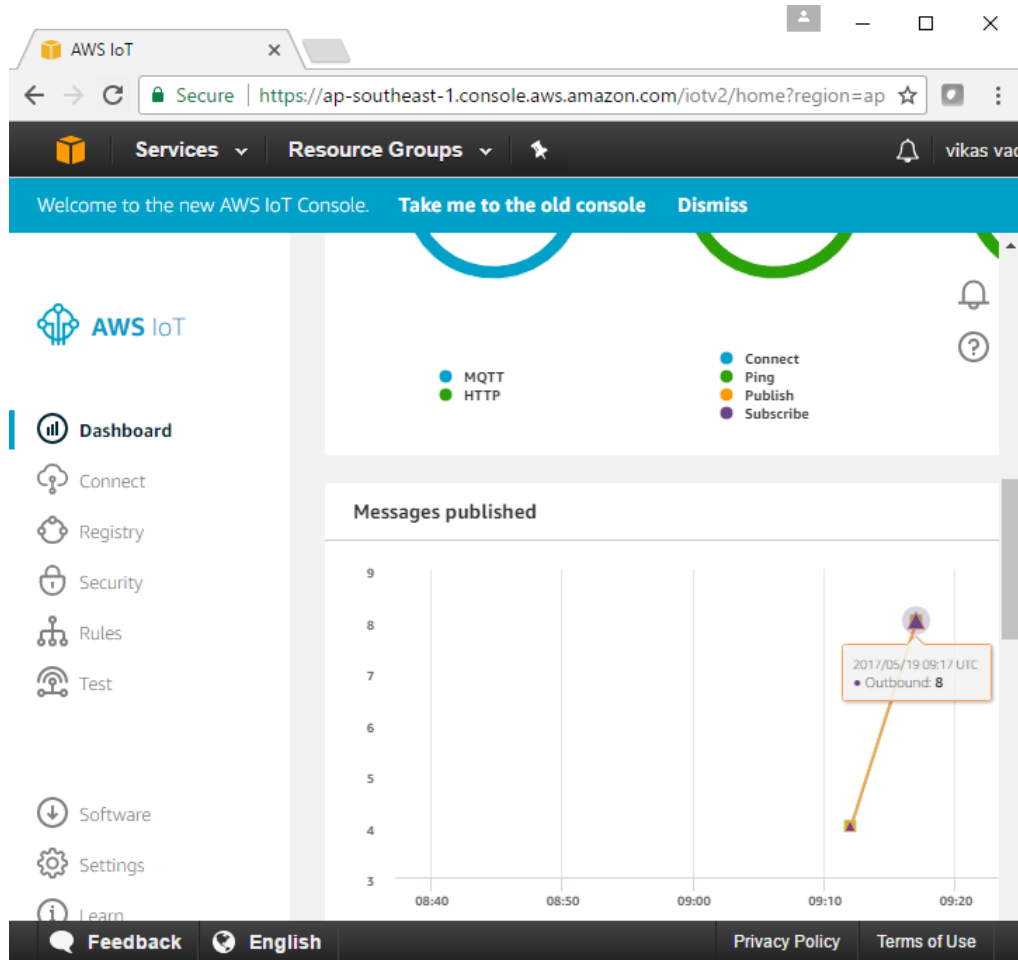 AWS IoT
Secure https://ap-southeast-1.console.aws.amazon.com/iotv2/home?region=ap
Services Resource Groups vikas vad
Welcome to the new AWS IoT Console. Take me to the old console Dismiss
AWS IoT
Dashboard
Connect
Registry
Security
Rules
Test
Software
Settings
Learn
MQTT
HTTP
Connect
Ping
Publish
Subscribe
Messages published
9
8
7
6
5
4
3
2017/05/19 09:17 UTC
Outbound: 8
08:40 08:50 09:00 09:10 09:20
Feedback English Privacy Policy Terms of Use